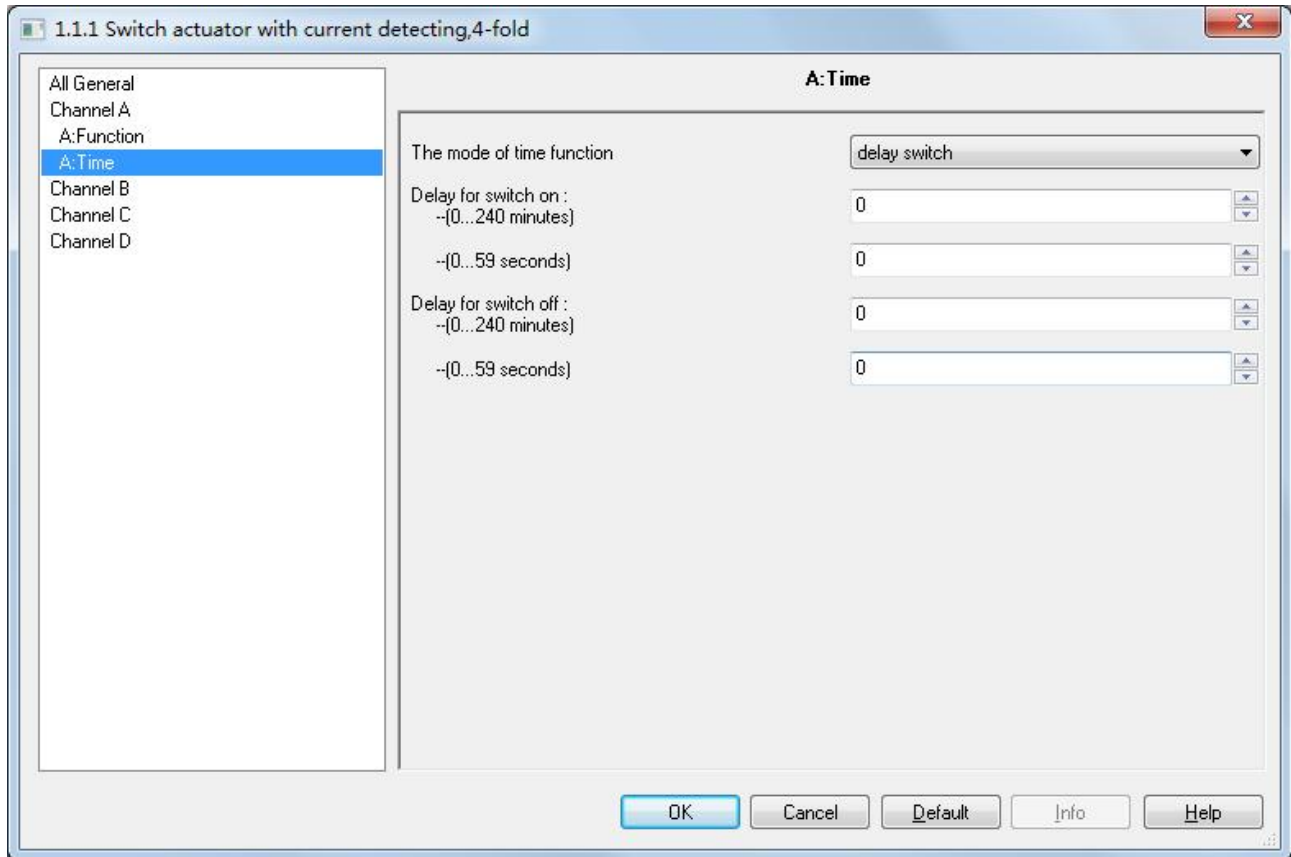 1.1.1 Switch actuator with current detecting,4-fold
All General
Channel A
A:Function
A:Time
Channel B
Channel C
Channel D
A:Time
The mode of time function
delay switch
Delay for switch on :
--(0...240 minutes)
0
--(0...59 seconds)
0
Delay for switch off :
--(0...240 minutes)
0
--(0...59 seconds)
0
OK
Cancel
Default
Info
Help